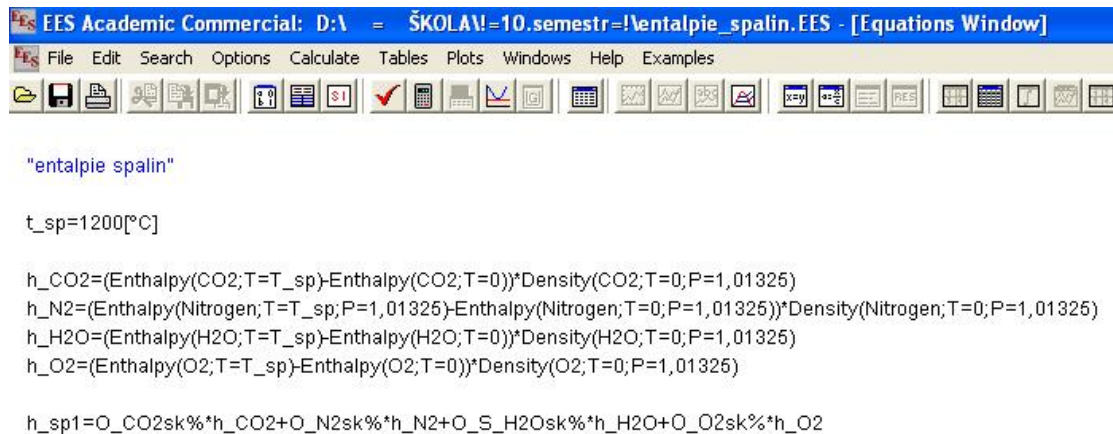 EES Academic Commercial: D:\ = ŠKOLA\!=10.semestr=!\entalpie_spalin.EES - [Equations Window]
File Edit Search Options Calculate Tables Plots Windows Help Examples
"entalpie spalin"
t_sp=1200[°C]
h_CO2=(Enthalpy(CO2;T=T_sp)-Enthalpy(CO2;T=0))*Density(CO2;T=0;P=1,01325)
h_N2=(Enthalpy(Nitrogen;T=T_sp;P=1,01325)-Enthalpy(Nitrogen;T=0;P=1,01325))*Density(Nitrogen;T=0;P=1,01325)
h_H2O=(Enthalpy(H2O;T=T_sp)-Enthalpy(H2O;T=0))*Density(H2O;T=0;P=1,01325)
h_O2=(Enthalpy(O2;T=T_sp)-Enthalpy(O2;T=0))*Density(O2;T=0;P=1,01325)
h_sp1=O_CO2sk%*h_CO2+O_N2sk%*h_N2+O_S_H2Osk%*h_H2O+O_O2sk%*h_O2